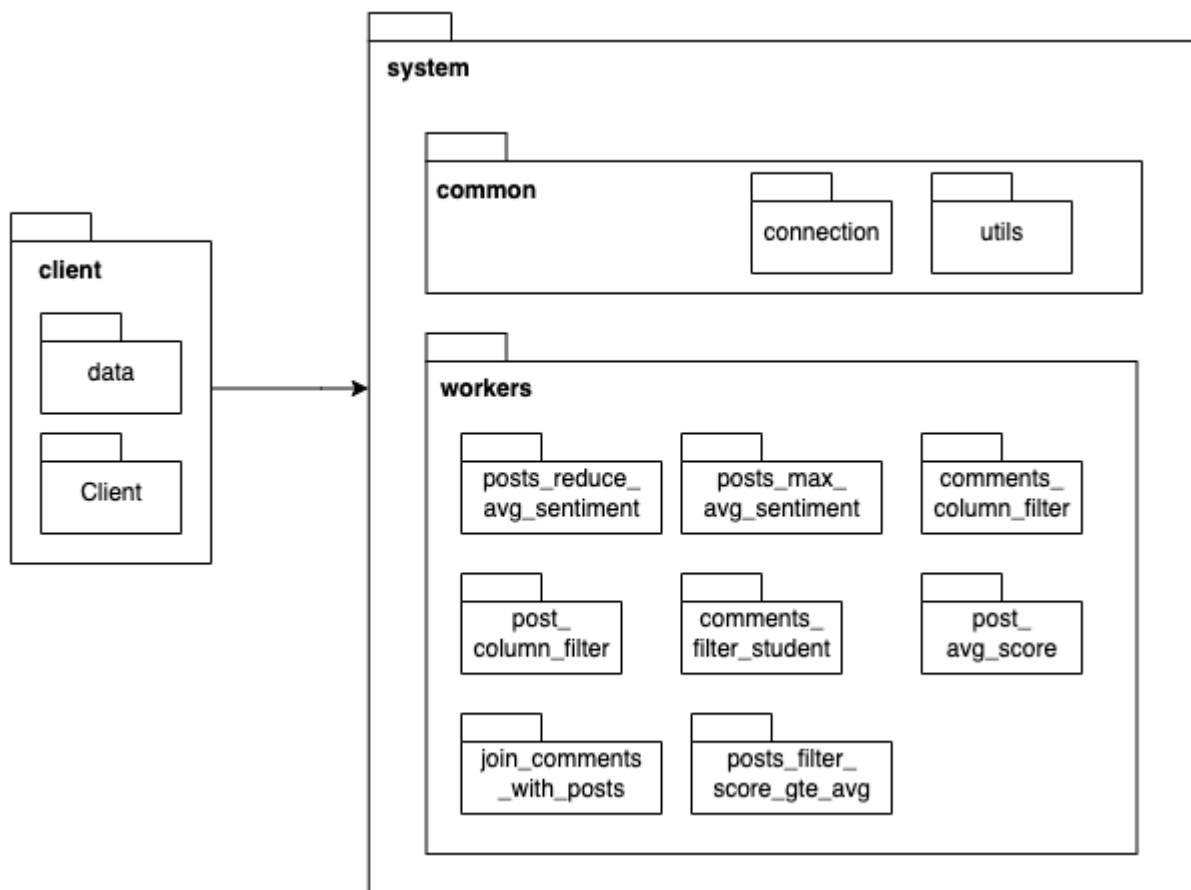 system
common
connection
utils
client
data
Client
workers
posts_reduce_
avg_sentiment
posts_max_
avg_sentiment
comments_
column_filter
post_
column_filter
comments_
filter_student
post_
avg_score
join_comments
_with_posts
posts_filter_
score_gte_avg